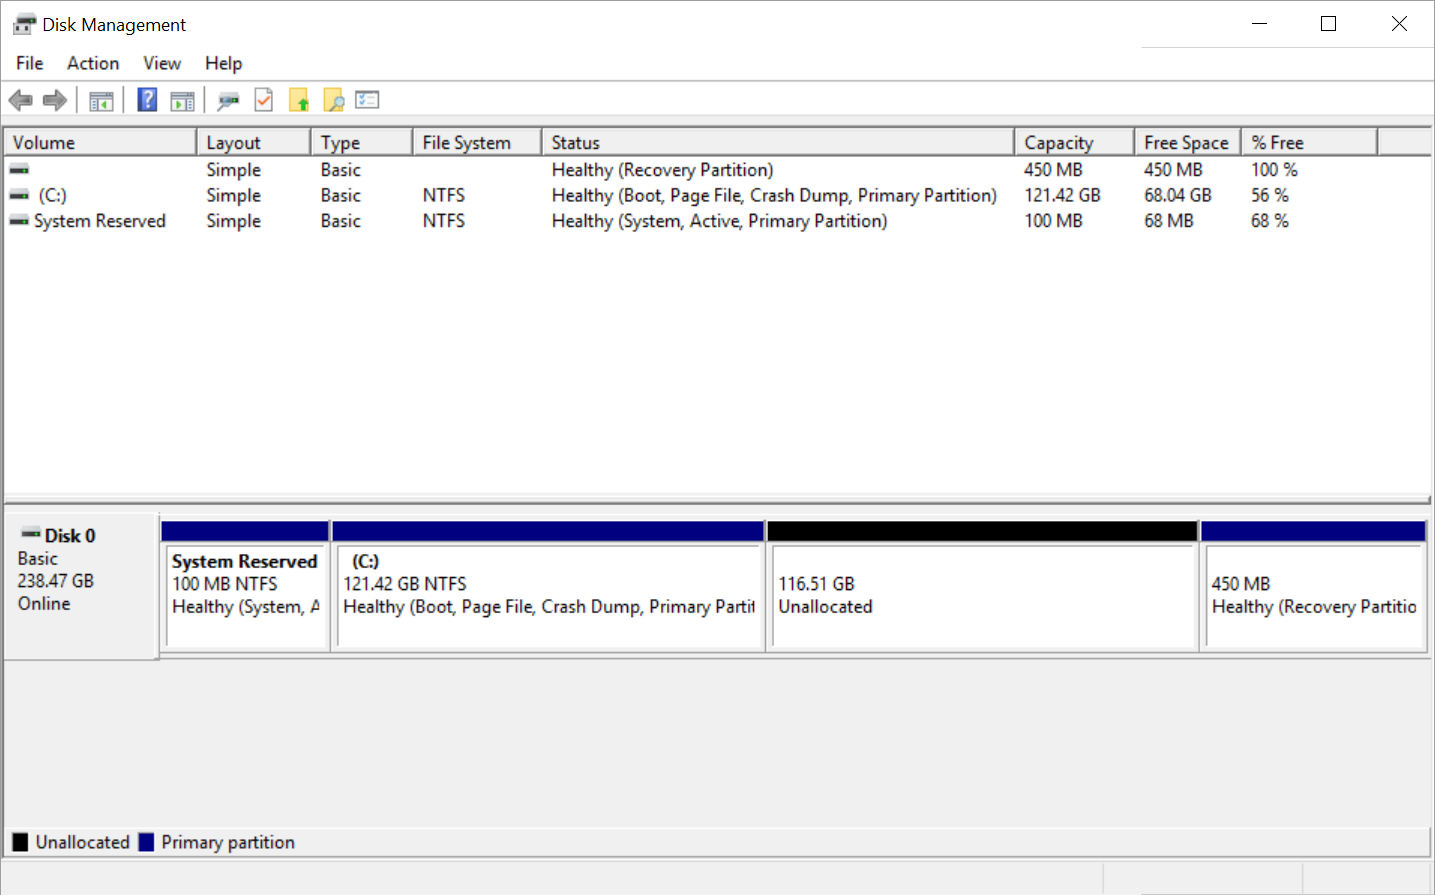 Disk Management
File Action View Help
Volume Layout Type File System Status Capacity Free Space % Free
Simple Basic Healthy (Recovery Partition) 450 MB 450 MB 100 %
(C:) Simple Basic NTFS Healthy (Boot, Page File, Crash Dump, Primary Partition) 121.42 GB 68.04 GB 56 %
System Reserved Simple Basic NTFS Healthy (System, Active, Primary Partition) 100 MB 68 MB 68 %
Disk 0
Basic
238.47 GB
Online
System Reserved
100 MB NTFS
Healthy (System, A
(C:)
121.42 GB NTFS
Healthy (Boot, Page File, Crash Dump, Primary Partit
116.51 GB
Unallocated
450 MB
Healthy (Recovery Partitio
Unallocated Primary partition